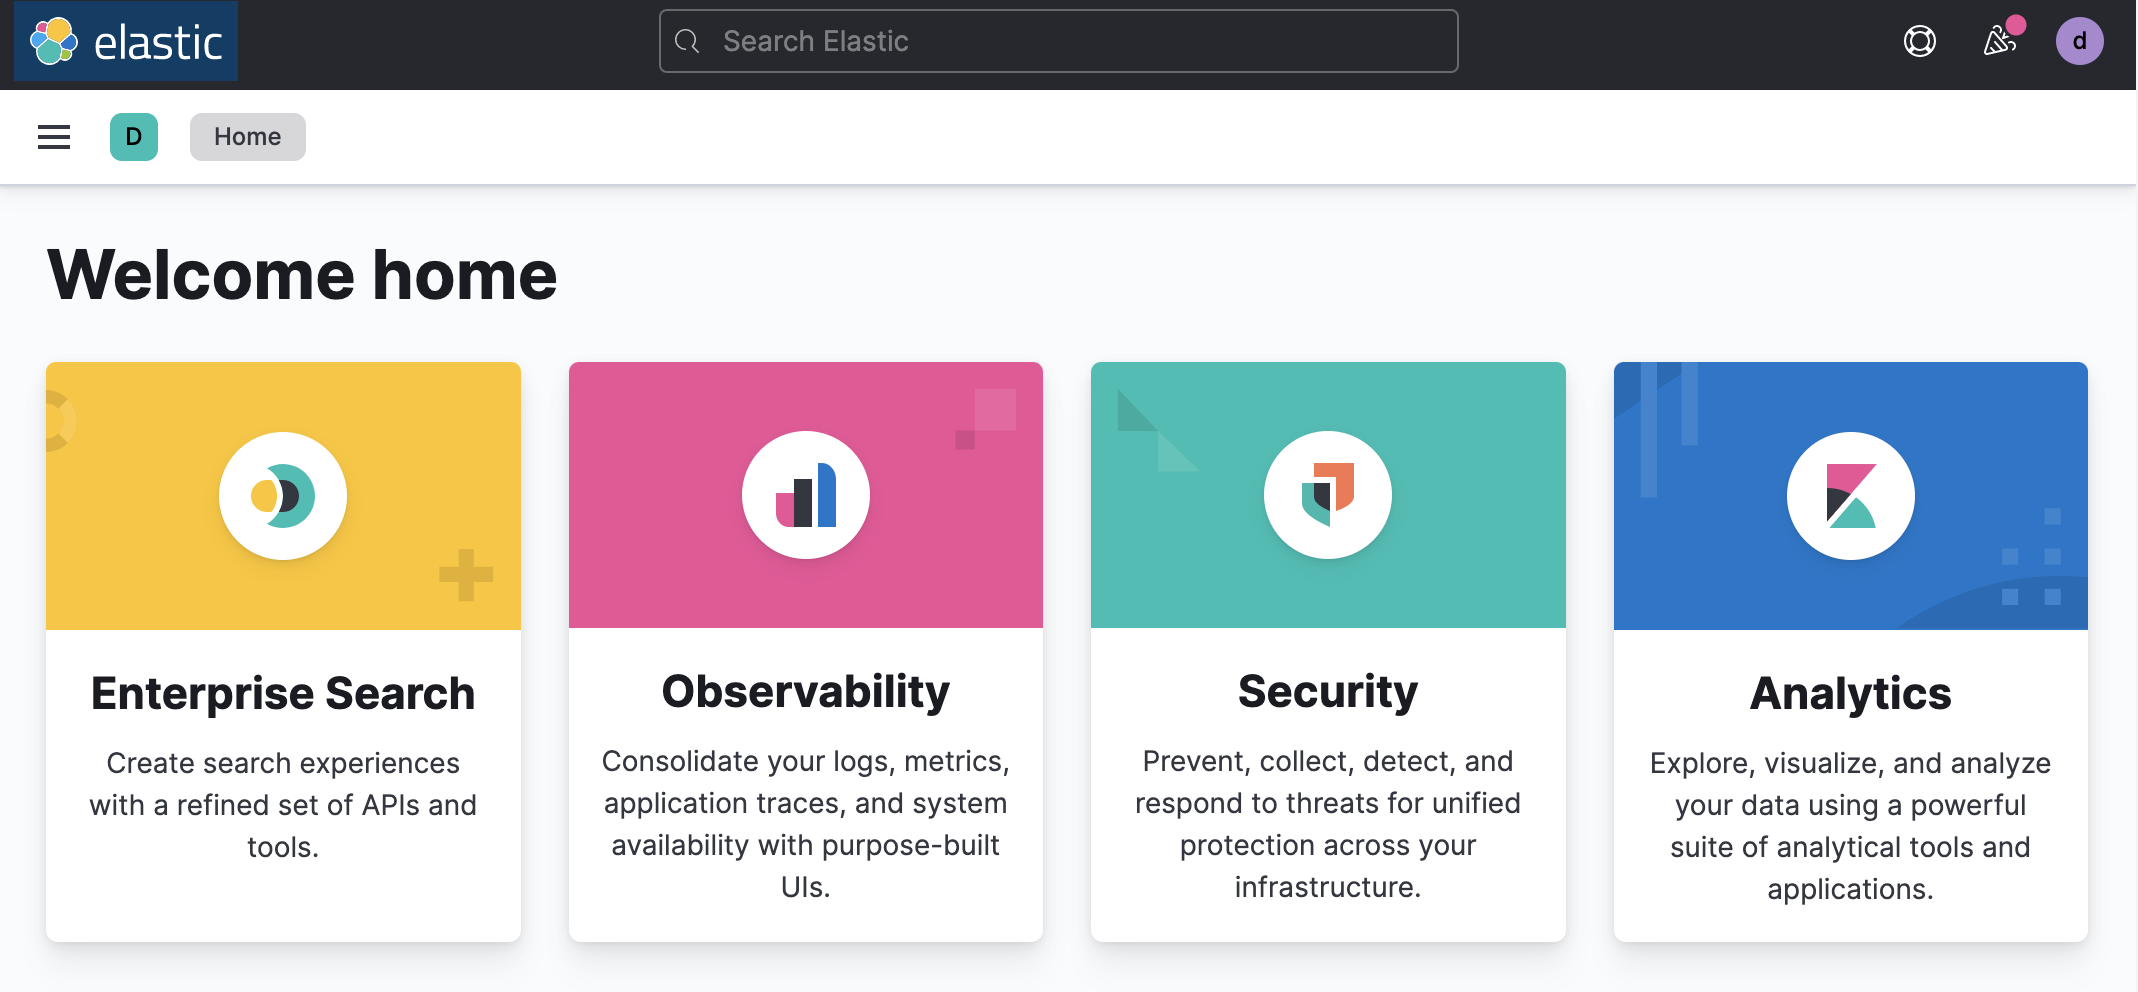 elastic
Search Elastic
d
D
Home
Welcome home
Enterprise Search
Create search experiences
with a refined set of APIs and
tools.
Observability
Consolidate your logs, metrics,
application traces, and system
availability with purpose-built
UIs.
Security
Prevent, collect, detect, and
respond to threats for unified
protection across your
infrastructure.
Analytics
Explore, visualize, and analyze
your data using a powerful
suite of analytical tools and
applications.